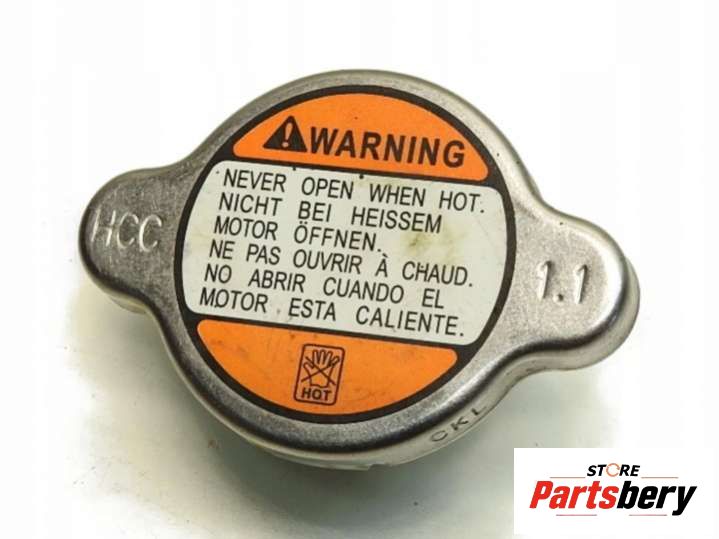 WARNING
NEVER OPEN WHEN HOT.
NICHT BEI HEISSEM
MOTOR ÖFFNEN.
NE PAS OUVRIR À CHAUD.
NO ABRIR CUANDO EL
MOTOR ESTA CALIENTE.
HCC
1.1
HOT
CKL
STORE
Partsbery